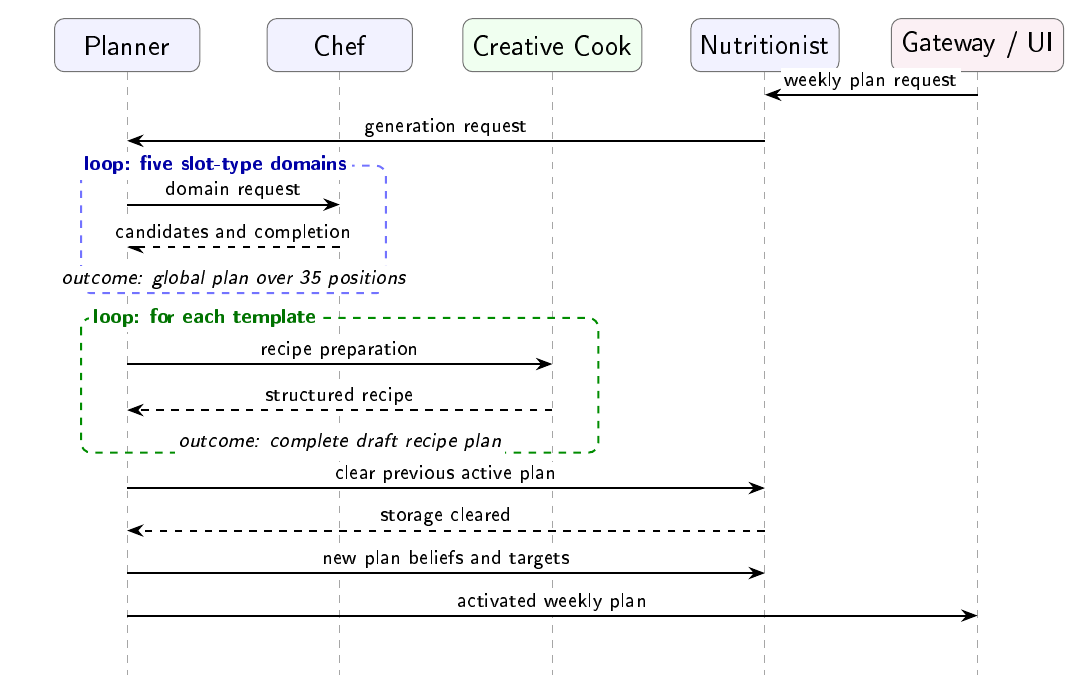 Planner
Chef
Creative Cook
Nutritionist
Gateway / UI
weekly plan request
generation request
loop: five slot-type domains
domain request
candidates and completion
outcome: global plan over 35 positions
loop: for each template
recipe preparation
structured recipe
outcome: complete draft recipe plan
clear previous active plan
storage cleared
new plan beliefs and targets
activated weekly plan